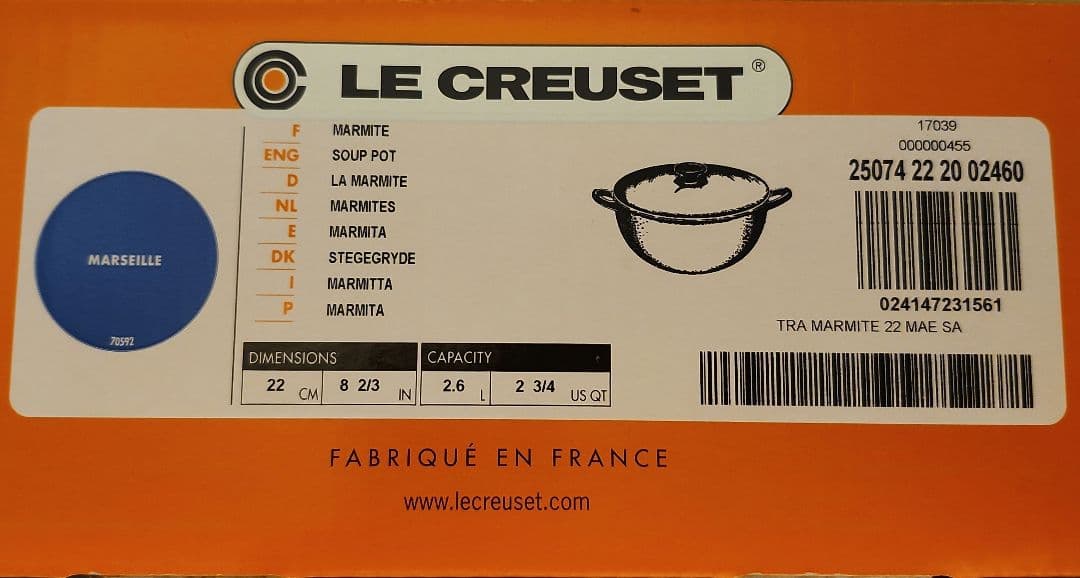 LE CREUSET ®
F MARMITE
ENG SOUP POT
D LA MARMITE
NL MARMITES
E MARMITA
DK STEGEGRYDE
I MARMITTA
P MARMITA
MARSEILLE
70592
DIMENSIONS CAPACITY
22 CM 8 2/3 IN 2.6 L 2 3/4 US QT
17039
000000455
25074 22 20 02460
024147231561
TRA MARMITE 22 MAE SA
FABRIQUÉ EN FRANCE
www.lecreuset.com